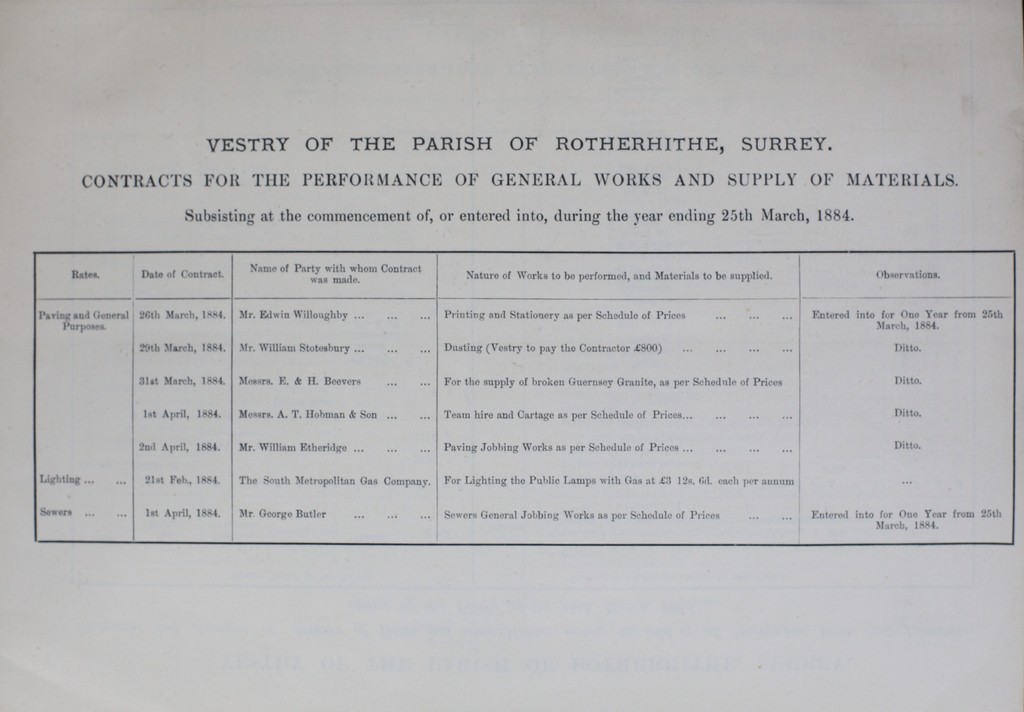 VESTRY OF THE PARISH OF ROTHERHITHE, SURREY.
CONTRACTS FOR THE PERFORMANCE OF GENERAL WORKS AND SUPPLY OF MATERIALS.
Subsisting at the commencement of, or entered into, during the year ending 25th March, 1884.
Rates. Date of Contract. Name of Party with whom Contract was made. Nature of Works to be performed, and Materials to be supplied. Observations.
Paving and General Purposes. 26th March, 1884. Mr. Edwin Willoughby ... ... ... Printing and Stationery as per Schedule of Prices ... ... ... Entered into for One Year from 25th March, 1884.
29th March, 1884. Mr. William Stotesbury ... ... ... Dusting (Vestry to pay the Contractor £800) ... ... ... ... Ditto.
31st March, 1884. Messrs. E. & H. Beevers ... ... For the supply of broken Guernsey Granite, as per Schedule of Prices Ditto.
1st April, 1884. Messrs. A. T. Hobman & Son ... ... Team hire and Cartage as per Schedule of Prices... ... ... ... Ditto.
2nd April, 1884. Mr. William Etheridge ... ... ... Paving Jobbing Works as per Schedule of Prices ... ... ... ... Ditto.
Lighting ... ... 21st Feb., 1884. The South Metropolitan Gas Company. For Lighting the Public Lamps with Gas at £3 12s. 6d. each per annum ...
Sewers ... ... 1st April, 1884. Mr. George Butler ... ... ... Sewers General Jobbing Works as per Schedule of Prices ... ... Entered into for One Year from 25th March, 1884.